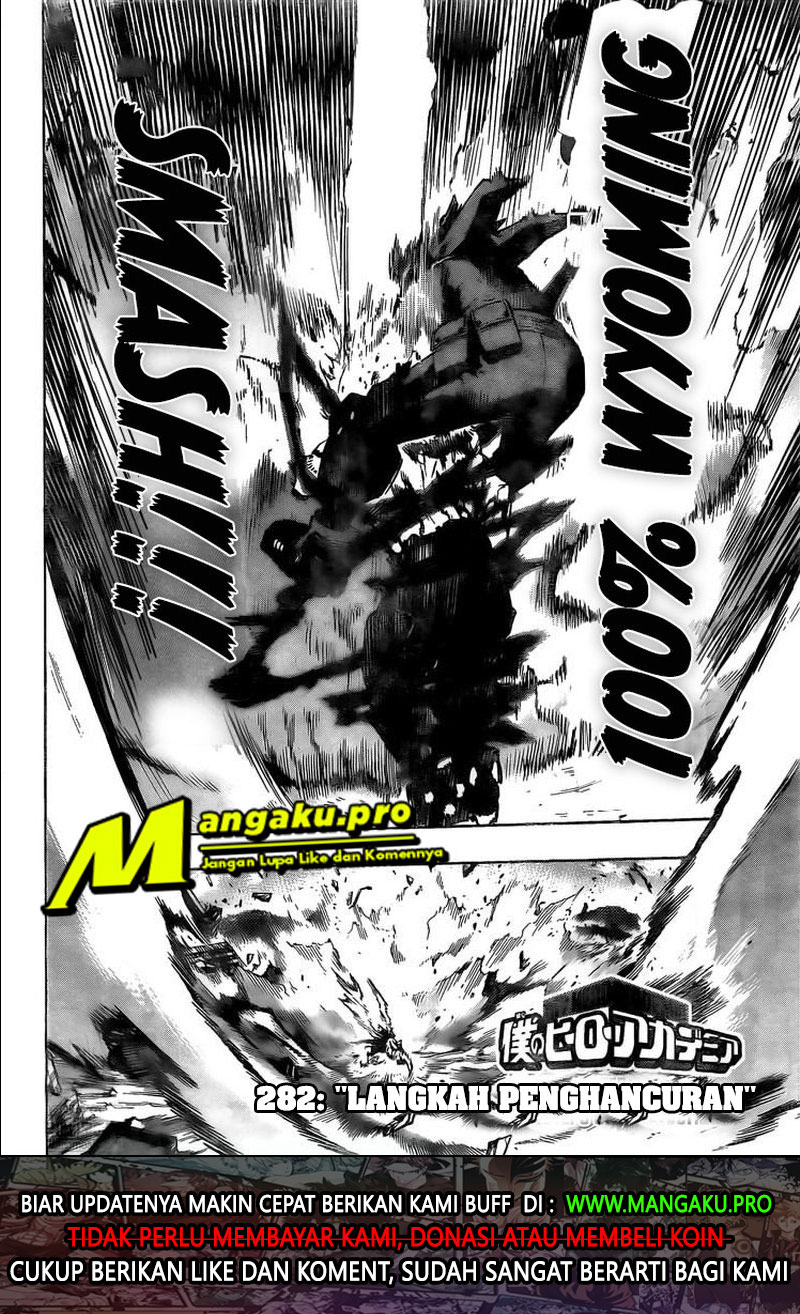 100% WYOMING
SMASH!!!
Mangaku.pro
Jangan Lupa Like dan Komennya
僕のヒーローアカデミア
282: "LANGKAH PENGHANCURAN"
BIAR UPDATENYA MAKIN CEPAT BERIKAN KAMI BUFF DI : WWW.MANGAKU.PRO
TIDAK PERLU MEMBAYAR KAMI, DONASI ATAU MEMBELI KOIN
CUKUP BERIKAN LIKE DAN KOMENT, SUDAH SANGAT BERARTI BAGI KAMI